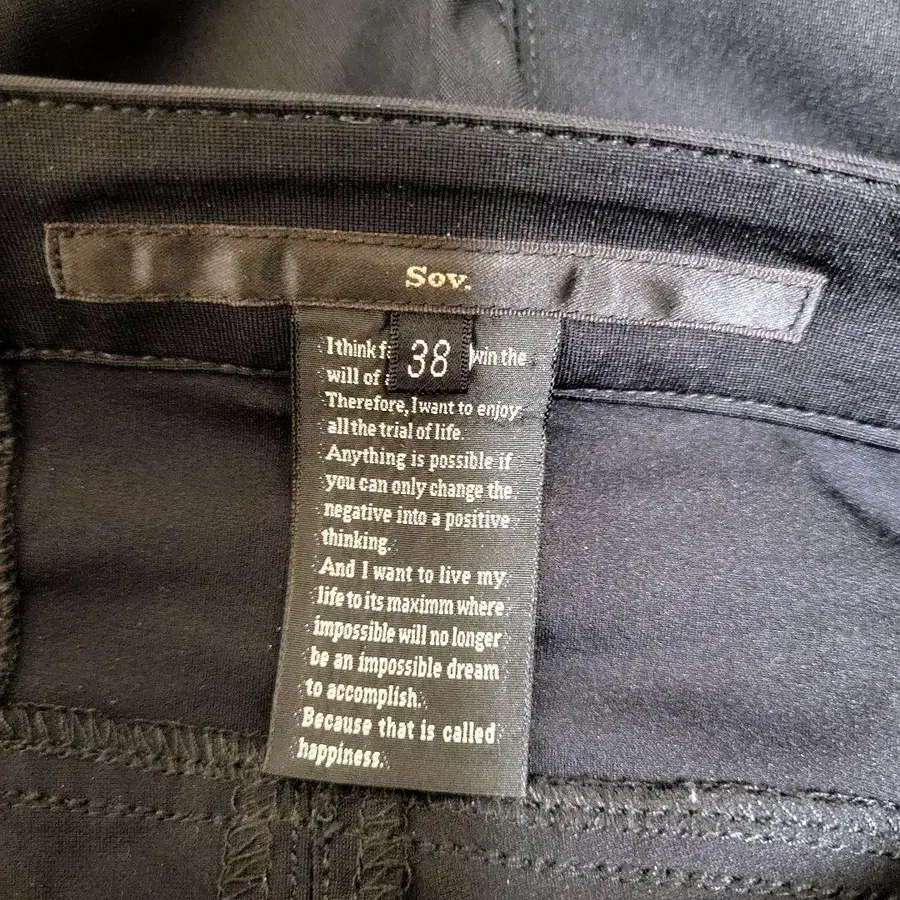 Sov.
38
I think win the
will of
Therefore, I want to enjoy
all the trial of life.
Anything is possible if
you can only change the
negative into a positive
thinking.
And I want to live my
life to its maximm where
impossible will no longer
be an impossible dream
to accomplish.
Because that is called
happiness.